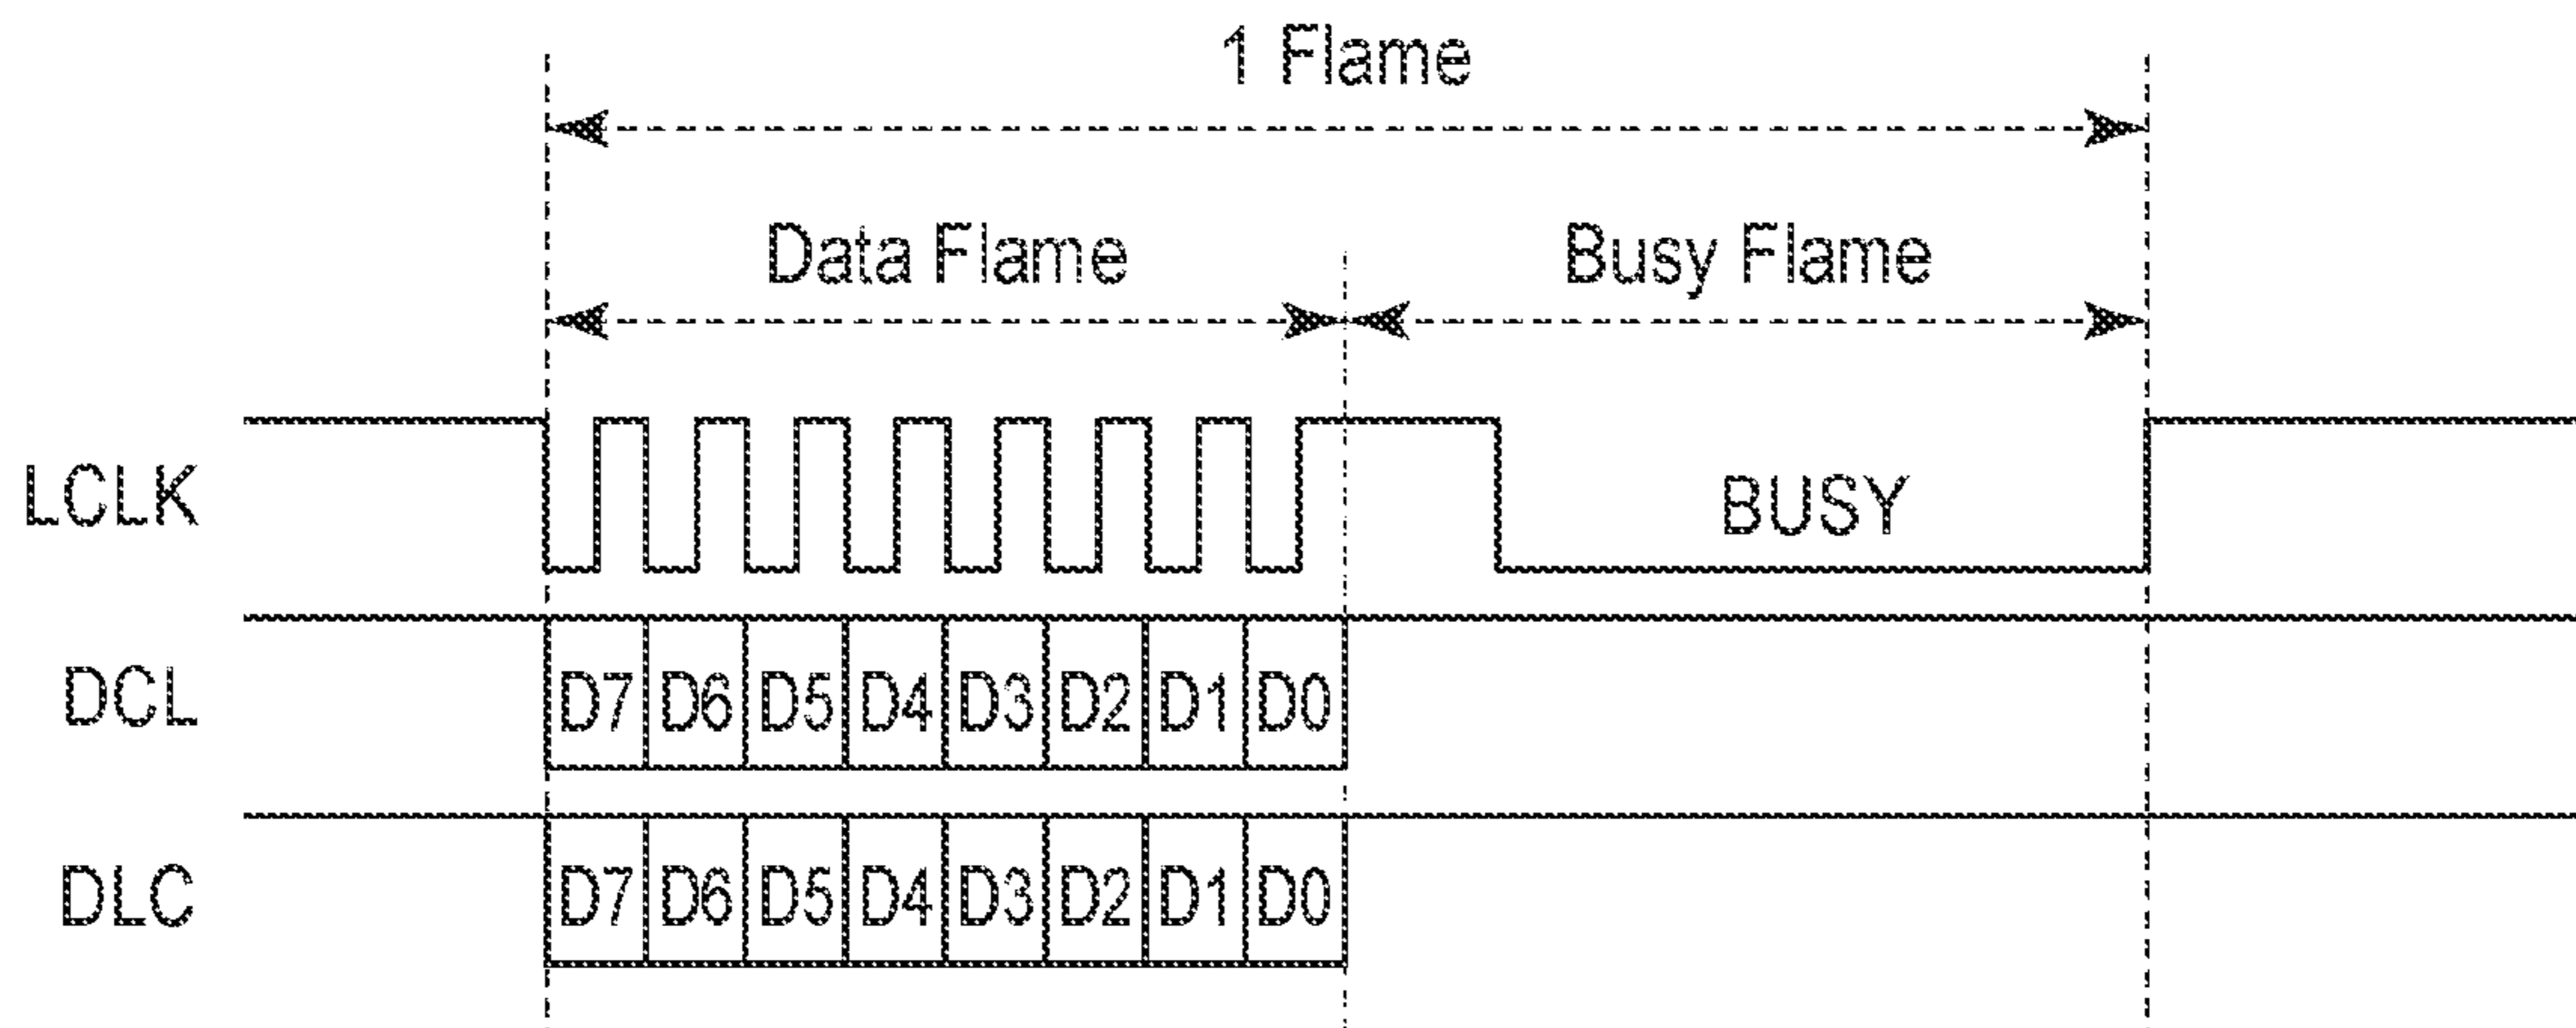 1 Flame
Data Flame Busy Flame
LCLK BUSY
DCL D7 D6 D5 D4 D3 D2 D1 D0
DLC D7 D6 D5 D4 D3 D2 D1 D0